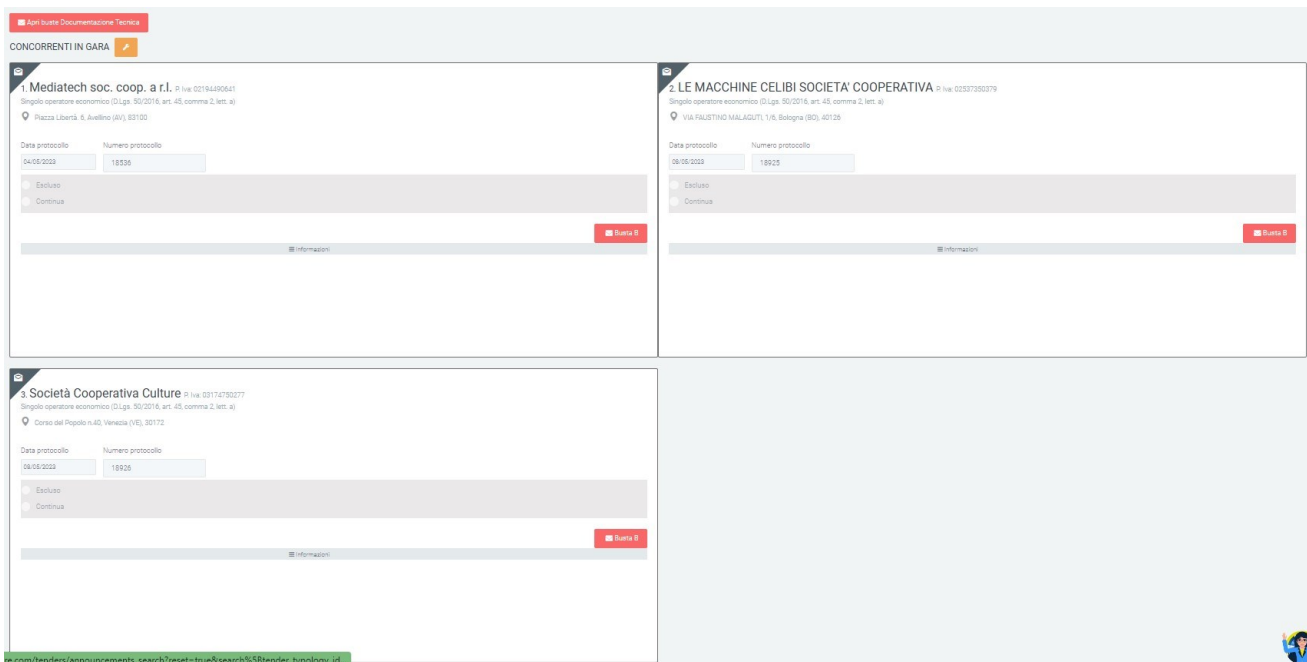 Apri buste Documentazione Tecnica
CONCORRENTI IN GARA
1. Mediatech soc. coop. a r.l. P. Iva: 02194490641
Singolo operatore economico (D.Lgs. 50/2016, art. 45, comma 2, lett. a)
Piazza Libertà, 6, Avellino (AV), 83100
Data protocollo Numero protocollo
04/05/2023 18536
Escluso
Continua
Busta B
Informazioni
2. LE MACCHINE CELIBI SOCIETA' COOPERATIVA P. Iva: 02537350379
Singolo operatore economico (D.Lgs. 50/2016, art. 45, comma 2, lett. a)
VIA FAUSTINO MALAGUTI, 1/6, Bologna (BO), 40126
Data protocollo Numero protocollo
08/05/2023 18925
Escluso
Continua
Busta B
Informazioni
3. Società Cooperativa Culture P. Iva: 03174750277
Singolo operatore economico (D.Lgs. 50/2016, art. 45, comma 2, lett. a)
Corso del Popolo n.40, Venezia (VE), 30172
Data protocollo Numero protocollo
08/05/2023 18926
Escluso
Continua
Busta B
Informazioni
re.com/tenders/announcements_search?reset=true&search%5Btender_typology_id